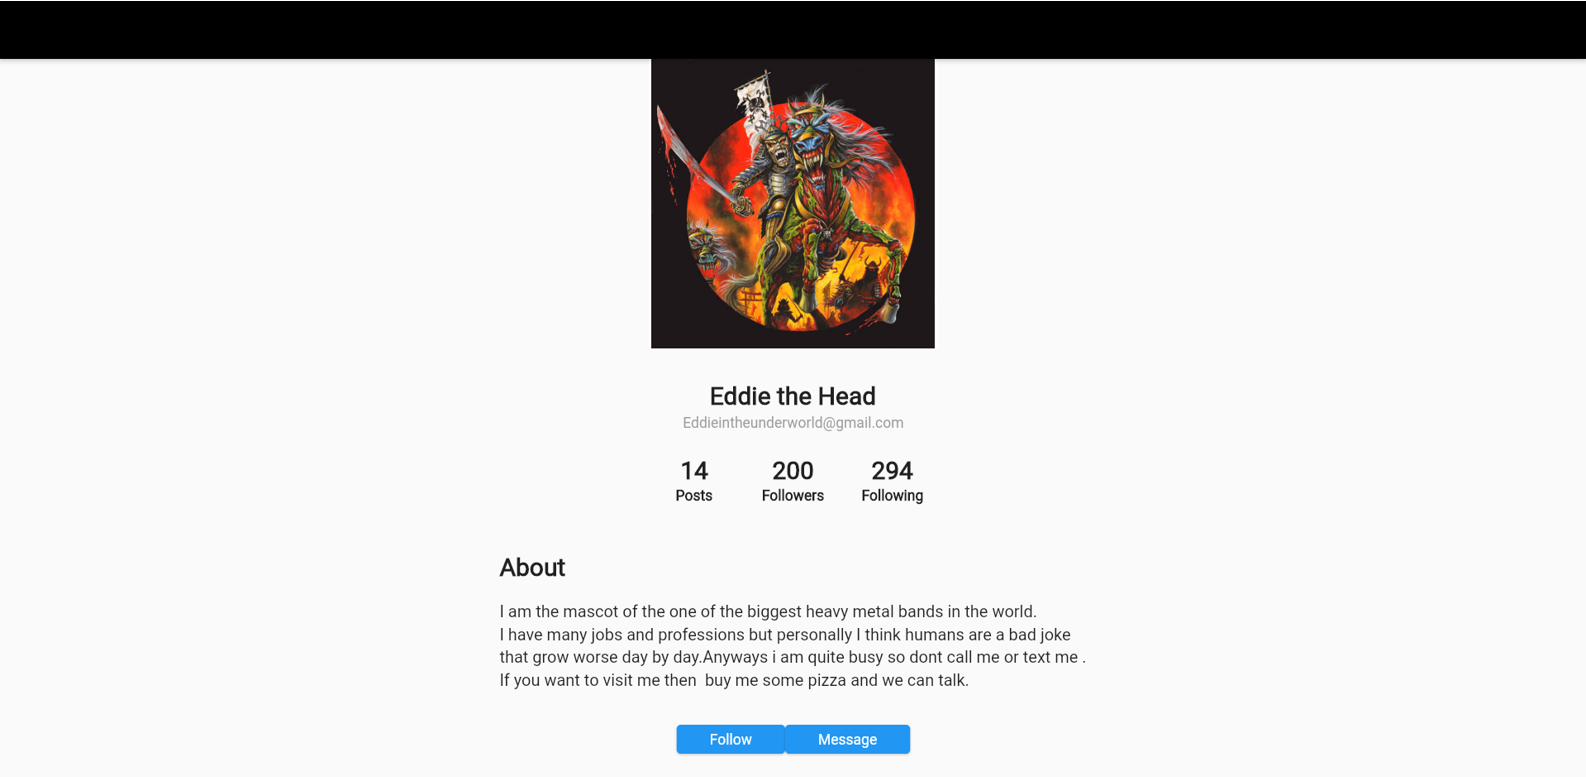 Eddie the Head
Eddieintheunderworld@gmail.com
14 200 294
Posts Followers Following
About
I am the mascot of the one of the biggest heavy metal bands in the world.
I have many jobs and professions but personally I think humans are a bad joke
that grow worse day by day.Anyways i am quite busy so dont call me or text me .
If you want to visit me then  buy me some pizza and we can talk.
Follow Message